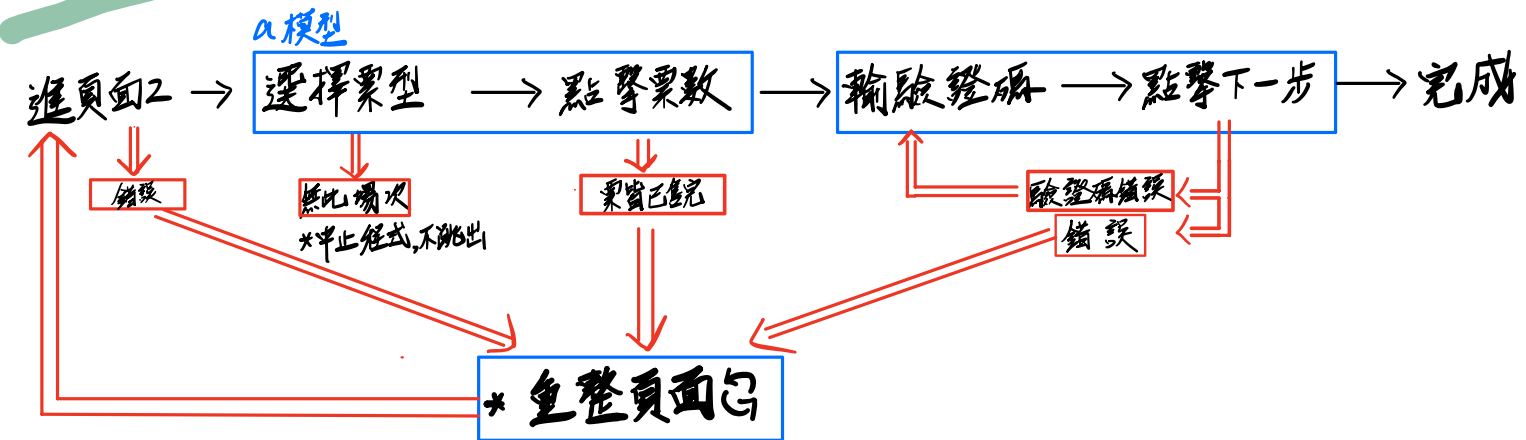 a模型
進頁面2 → 選擇票型 → 點擊票數 → 輸驗證碼 → 點擊下一步 → 完成
錯誤
無此場次
*中止程式,不跳出
票皆已售完
驗證碼錯誤
錯誤
* 重整頁面